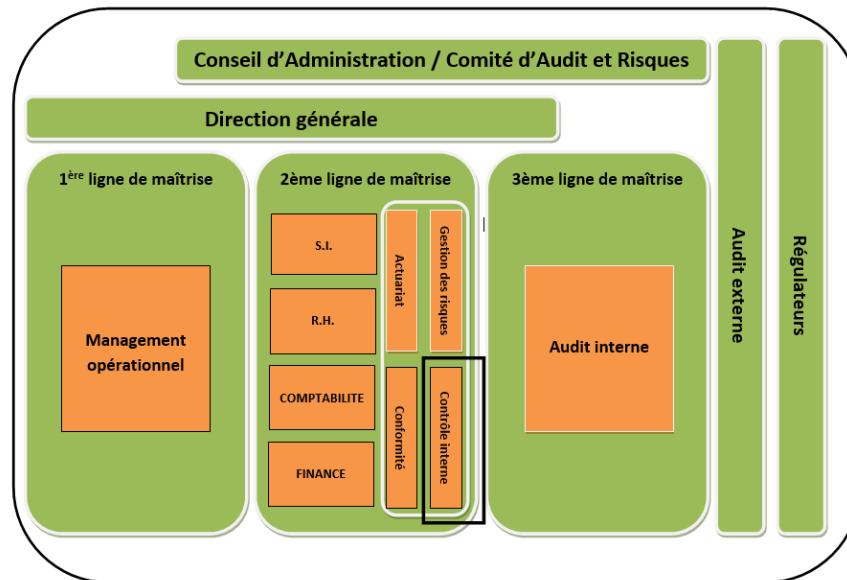 Conseil d’Administration / Comité d’Audit et Risques
Direction générale
1ère ligne de maîtrise
Management
opérationnel
2ème ligne de maîtrise
S.I.
R.H.
COMPTABILITE
FINANCE
Actuariat
Gestion des risques
Conformité
Contrôle interne
3ème ligne de maîtrise
Audit interne
Audit externe
Régulateurs